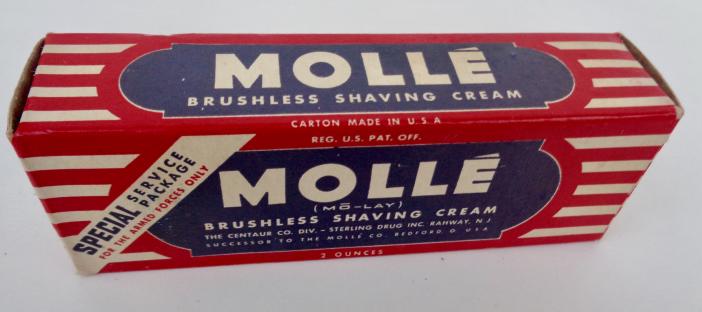 MOLLÉ
BRUSHLESS SHAVING CREAM
CARTON MADE IN U.S.A
REG. U.S. PAT. OFF.
SPECIAL SERVICE PACKAGE
FOR THE ARMED FORCES ONLY
MOLLÉ
(MŌ-LAY)
BRUSHLESS SHAVING CREAM
THE CENTAUR CO. DIV. - STERLING DRUG INC. RAHWAY, N.J.
SUCCESSOR TO THE MOLLÉ CO. BEDFORD, O. USA
2 OUNCES